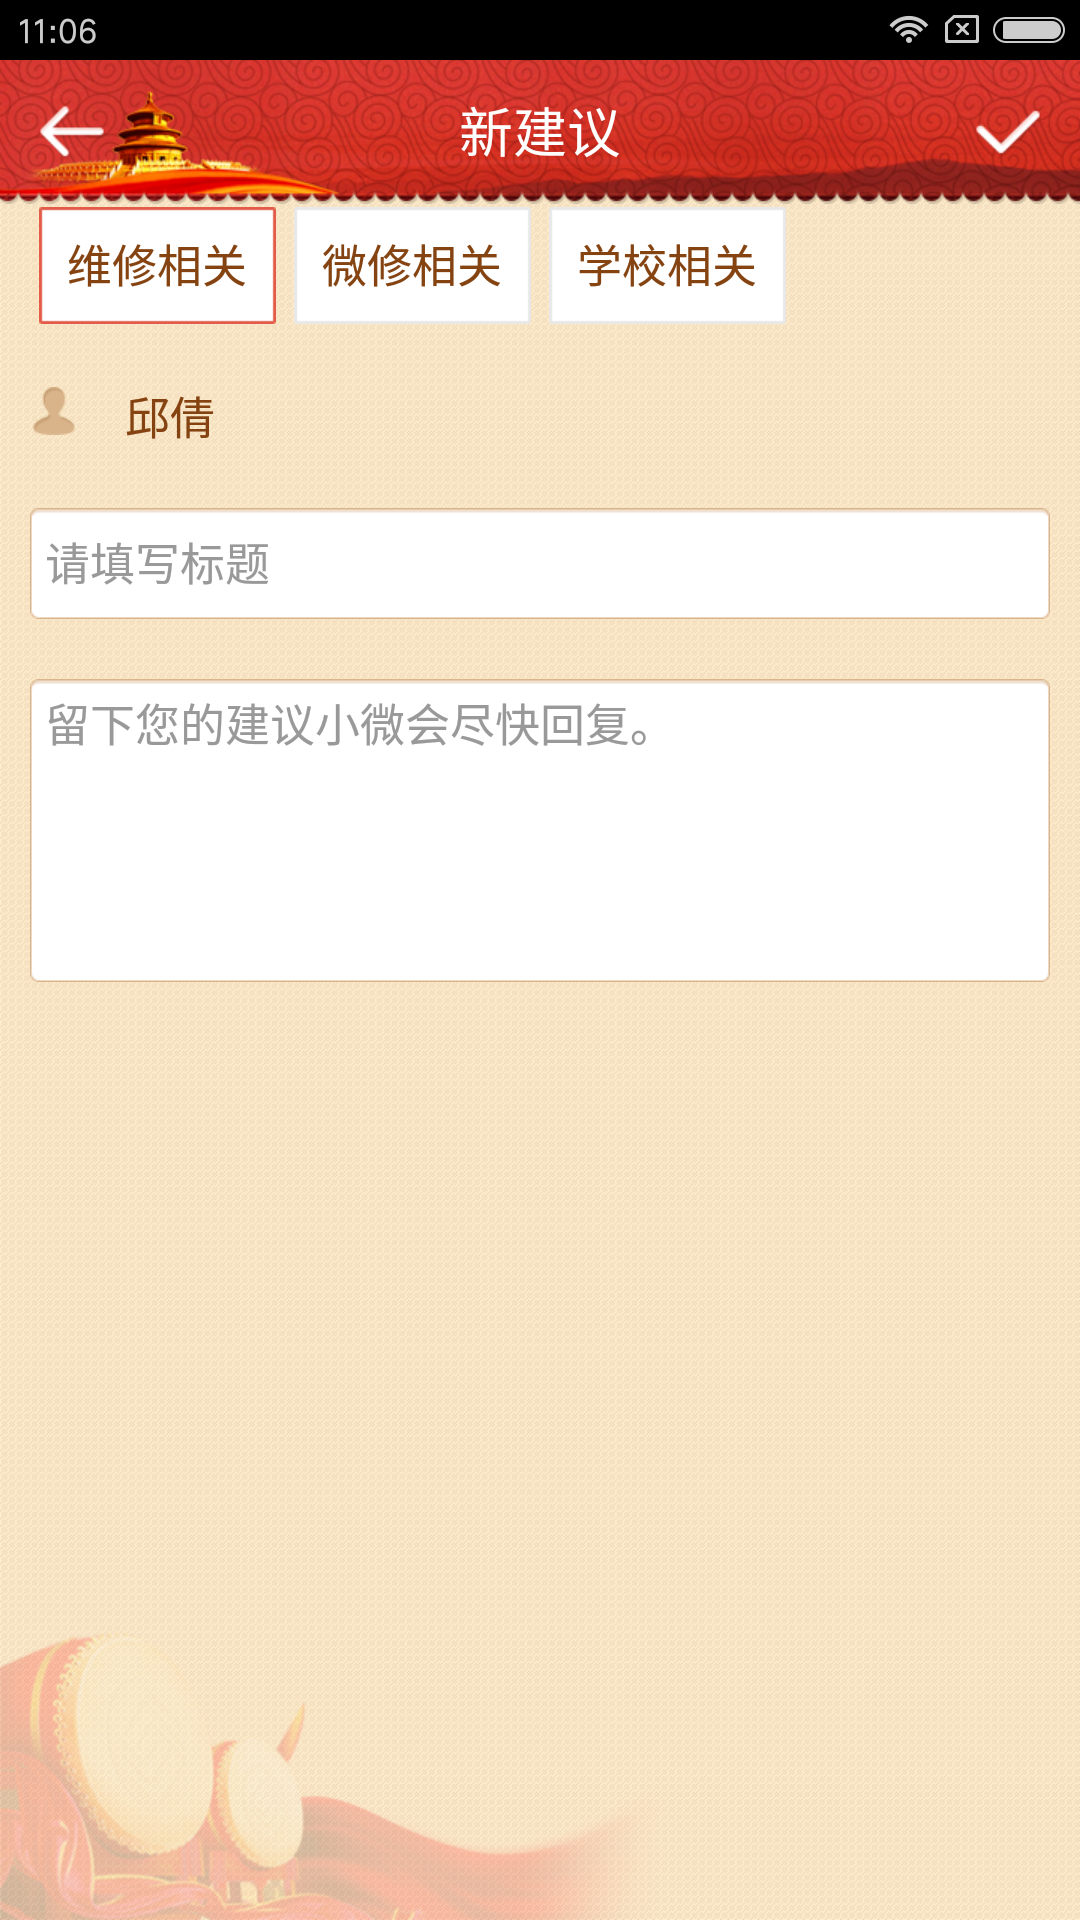 11:06
新建议
维修相关 微修相关 学校相关
邱倩
请填写标题
留下您的建议小微会尽快回复。